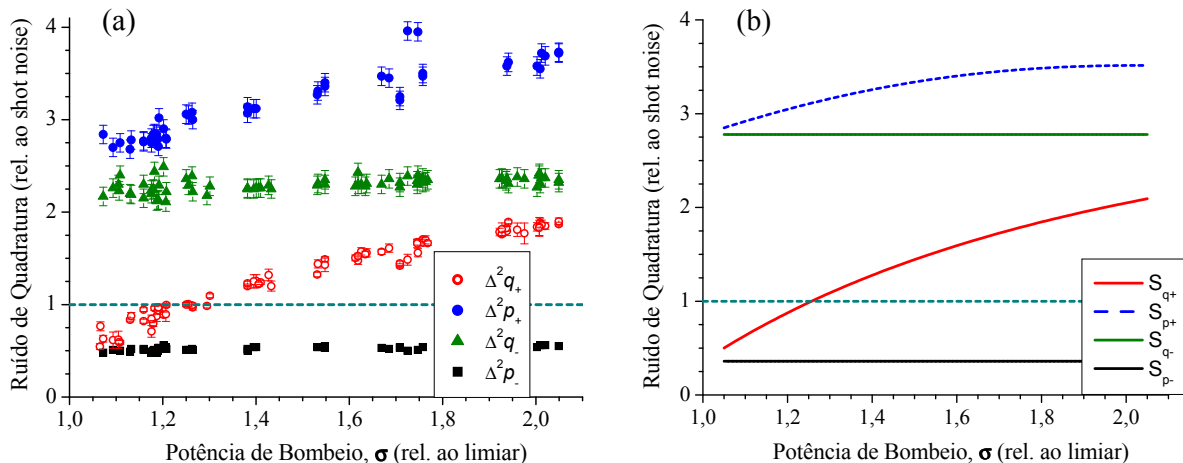 (a)
Ruído de Quadratura (rel. ao shot noise)
4
3
2
1
0
1,0 1,2 1,4 1,6 1,8 2,0
Potência de Bombeio, σ (rel. ao limiar)
Δ²q₊
Δ²p₊
Δ²q₋
Δ²p₋
(b)
Ruído de Quadratura (rel. ao shot noise)
4
3
2
1
0
1,0 1,2 1,4 1,6 1,8 2,0
Potência de Bombeio, σ (rel. ao limiar)
S_q+
S_p+
S_q-
S_p-